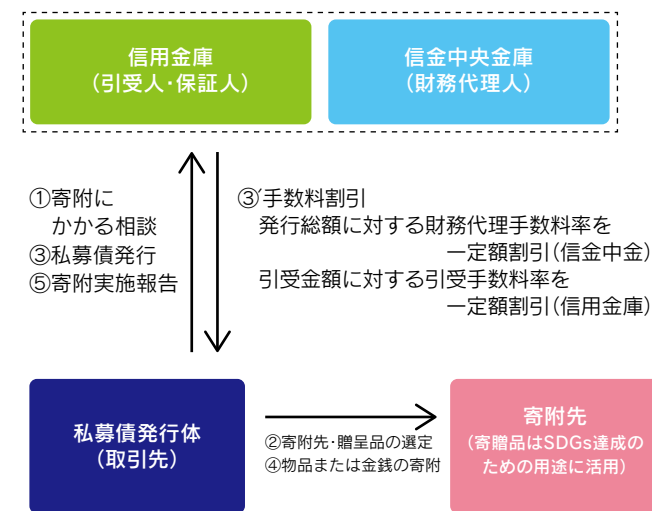 信用金庫
（引受人・保証人）
信金中央金庫
（財務代理人）
①寄附に
かかる相談
③私募債発行
⑤寄附実施報告
③´手数料割引
発行総額に対する財務代理手数料率を
一定額割引（信金中金）
引受金額に対する引受手数料率を
一定額割引（信用金庫）
私募債発行体
（取引先）
②寄附先・贈呈品の選定
④物品または金銭の寄附
寄附先
（寄贈品はSDGs達成の
ための用途に活用）